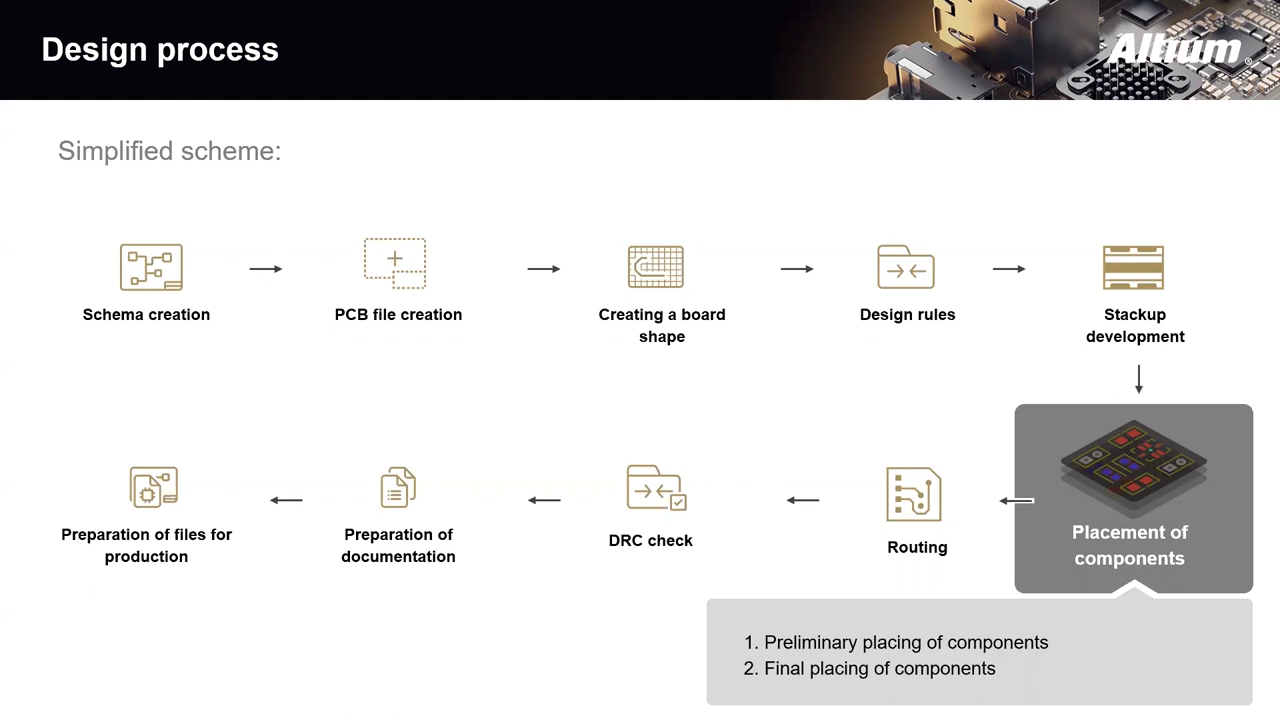 Design process
Altium®
Simplified scheme:
Schema creation
PCB file creation
Creating a board
shape
Design rules
Stackup
development
Placement of
components
Routing
DRC check
Preparation of
documentation
Preparation of files for
production
1. Preliminary placing of components
2. Final placing of components